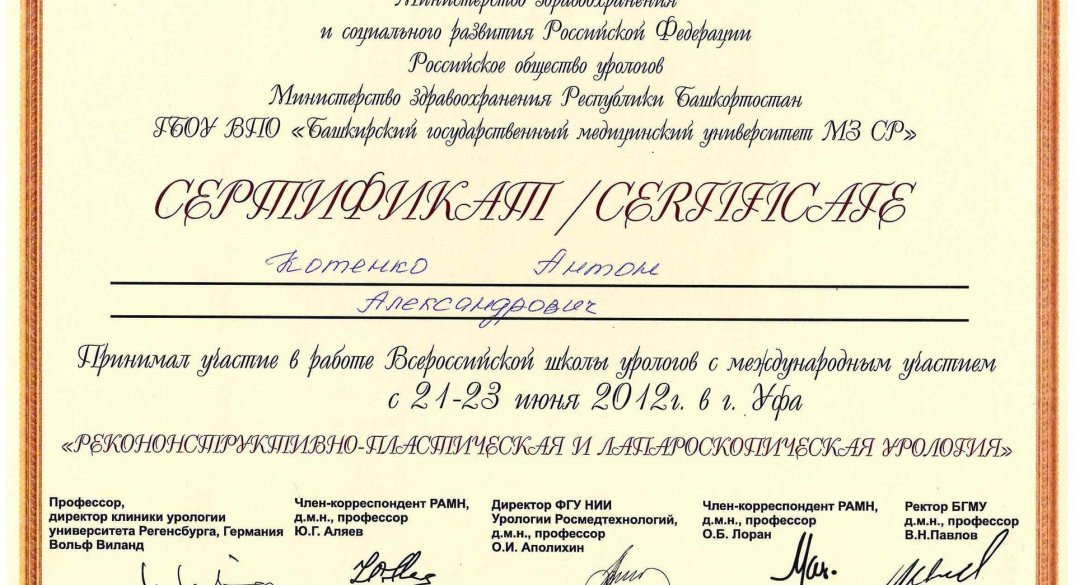 Министерство здравоохранения
и социального развития Российской Федерации
Российское общество урологов
Министерство здравоохранения Республики Башкортостан
ГБОУ ВПО «Башкирский государственный медицинский университет МЗ СР»
СЕРТИФИКАТ / CERTIFICATE
Котенко Антон
Александрович
Принимал участие в работе Всероссийской школы урологов с международным участием
с 21-23 июня 2012г. в г. Уфа
«РЕКОНОНСТРУКТИВНО-ПЛАСТИЧЕСКАЯ И ЛАПАРОСКОПИЧЕСКАЯ УРОЛОГИЯ»
Профессор,
директор клиники урологии
университета Регенсбурга, Германия
Вольф Виланд
Член-корреспондент РАМН,
д.м.н., профессор
Ю.Г. Аляев
Директор ФГУ НИИ
Урологии Росмедтехнологий,
д.м.н., профессор
О.И. Аполихин
Член-корреспондент РАМН,
д.м.н., профессор
О.Б. Лоран
Ректор БГМУ
д.м.н., профессор
В.Н.Павлов